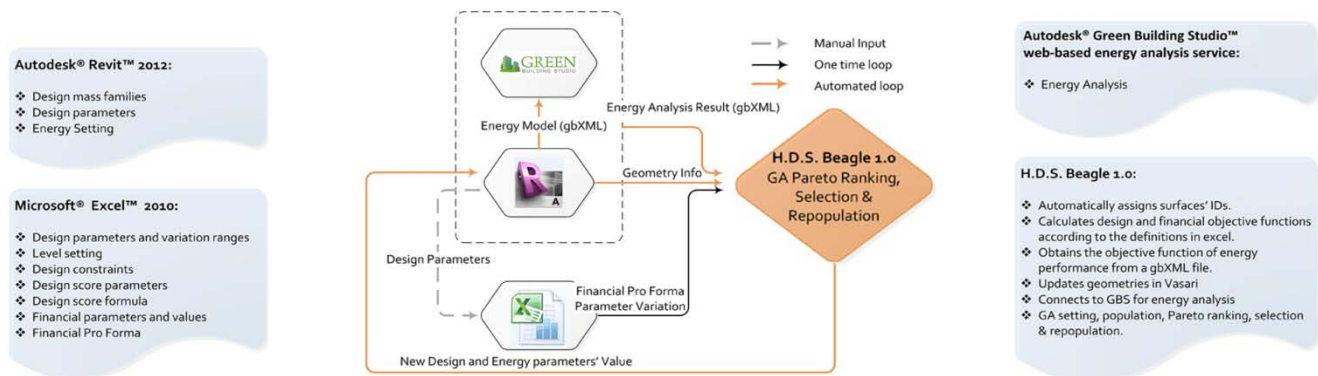 Autodesk® Revit™ 2012:
❖ Design mass families
❖ Design parameters
❖ Energy Setting
Microsoft® Excel™ 2010:
❖ Design parameters and variation ranges
❖ Level setting
❖ Design constraints
❖ Design score parameters
❖ Design score formula
❖ Financial parameters and values
❖ Financial Pro Forma
GREEN
BUILDING STUDIO
Manual Input
One time loop
Automated loop
Energy Analysis Result (gbXML)
Energy Model (gbXML)
R
A
Geometry Info
H.D.S. Beagle 1.0
GA Pareto Ranking,
Selection &
Repopulation
Design Parameters
Financial Pro Forma
Parameter Variation
X
New Design and Energy parameters' Value
Autodesk® Green Building Studio™
web-based energy analysis service:
❖ Energy Analysis
H.D.S. Beagle 1.0:
❖ Automatically assigns surfaces' IDs.
❖ Calculates design and financial objective functions
according to the definitions in excel.
❖ Obtains the objective function of energy
performance from a gbXML file.
❖ Updates geometries in Vasari
❖ Connects to GBS for energy analysis
❖ GA setting, population, Pareto ranking, selection
& repopulation.